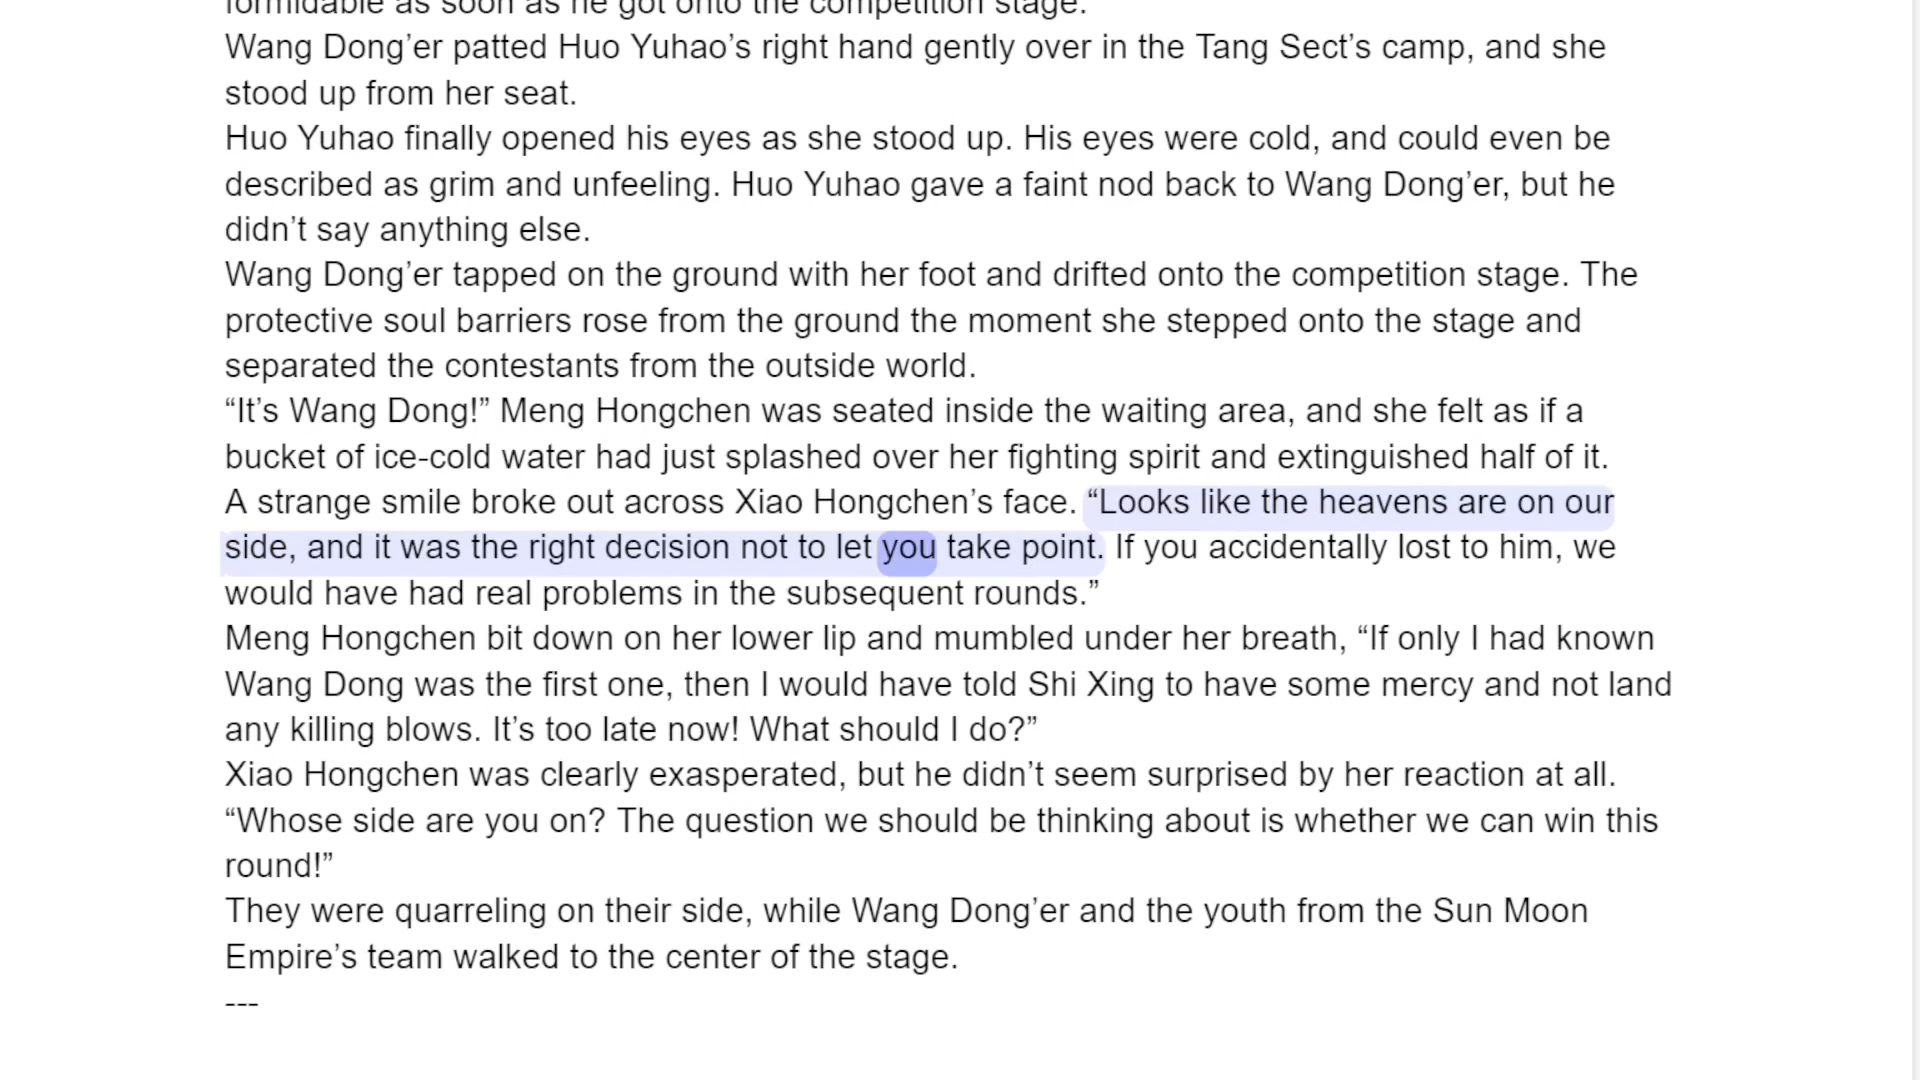 formidable as soon as he got onto the competition stage.
Wang Dong’er patted Huo Yuhao’s right hand gently over in the Tang Sect’s camp, and she
stood up from her seat.
Huo Yuhao finally opened his eyes as she stood up. His eyes were cold, and could even be
described as grim and unfeeling. Huo Yuhao gave a faint nod back to Wang Dong’er, but he
didn’t say anything else.
Wang Dong’er tapped on the ground with her foot and drifted onto the competition stage. The
protective soul barriers rose from the ground the moment she stepped onto the stage and
separated the contestants from the outside world.
“It’s Wang Dong!” Meng Hongchen was seated inside the waiting area, and she felt as if a
bucket of ice-cold water had just splashed over her fighting spirit and extinguished half of it.
A strange smile broke out across Xiao Hongchen’s face. “Looks like the heavens are on our
side, and it was the right decision not to let you take point. If you accidentally lost to him, we
would have had real problems in the subsequent rounds.”
Meng Hongchen bit down on her lower lip and mumbled under her breath, “If only I had known
Wang Dong was the first one, then I would have told Shi Xing to have some mercy and not land
any killing blows. It’s too late now! What should I do?”
Xiao Hongchen was clearly exasperated, but he didn’t seem surprised by her reaction at all.
“Whose side are you on? The question we should be thinking about is whether we can win this
round!”
They were quarreling on their side, while Wang Dong’er and the youth from the Sun Moon
Empire’s team walked to the center of the stage.
---